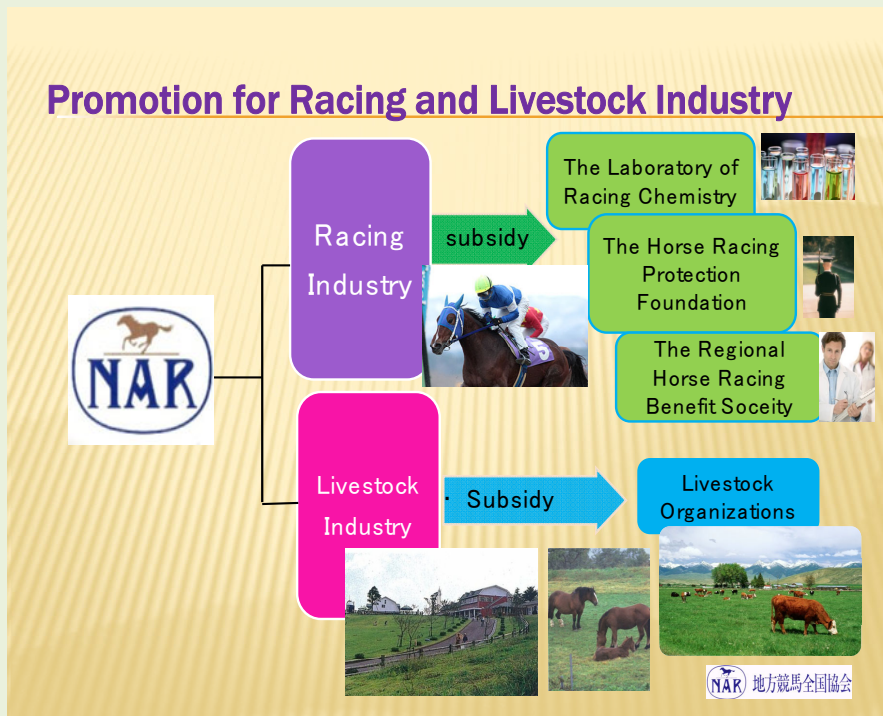 Promotion for Racing and Livestock Industry
The Laboratory of
Racing Chemistry
Racing
Industry
subsidy
The Horse Racing
Protection
Foundation
5
The Regional
Horse Racing
Benefit Soceity
NAR
Livestock
Industry
· Subsidy
Livestock
Organizations
NAR 地方競馬全国協会